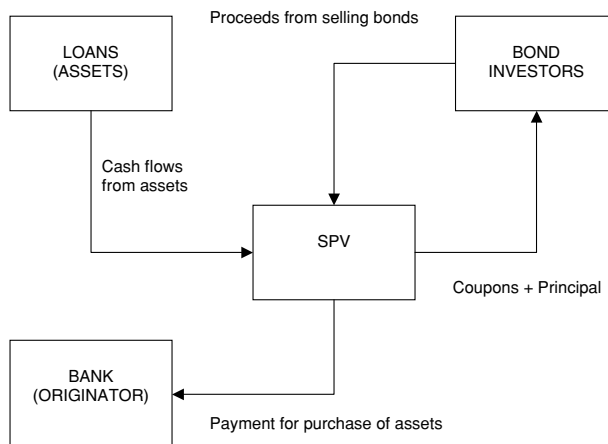 Proceeds from selling bonds
LOANS
(ASSETS)
BOND
INVESTORS
Cash flows
from assets
SPV
Coupons + Principal
BANK
(ORIGINATOR)
Payment for purchase of assets